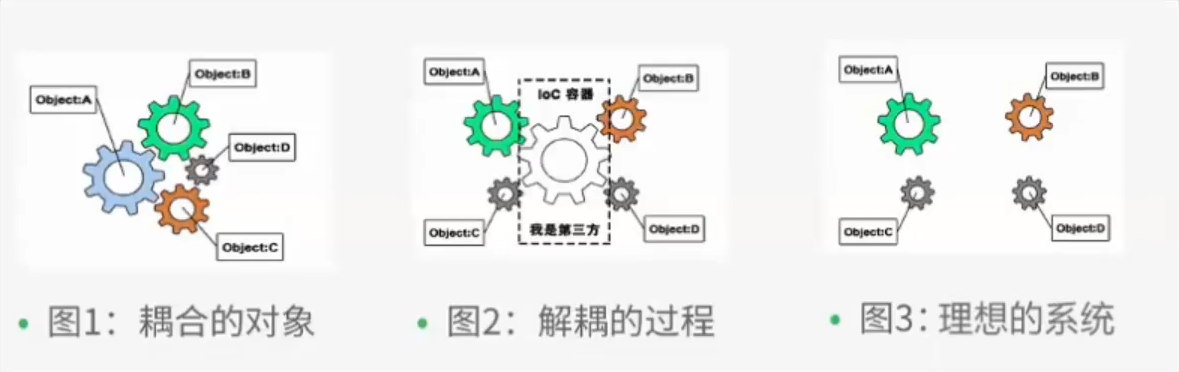 Object:B
Object:A
Object:D
Object:C
Object:A
IoC 容器
Object:B
Object:C
我是第三方
Object:D
Object:A
Object:B
Object:C
Object:D
• 图1：耦合的对象
• 图2：解耦的过程
• 图3：理想的系统